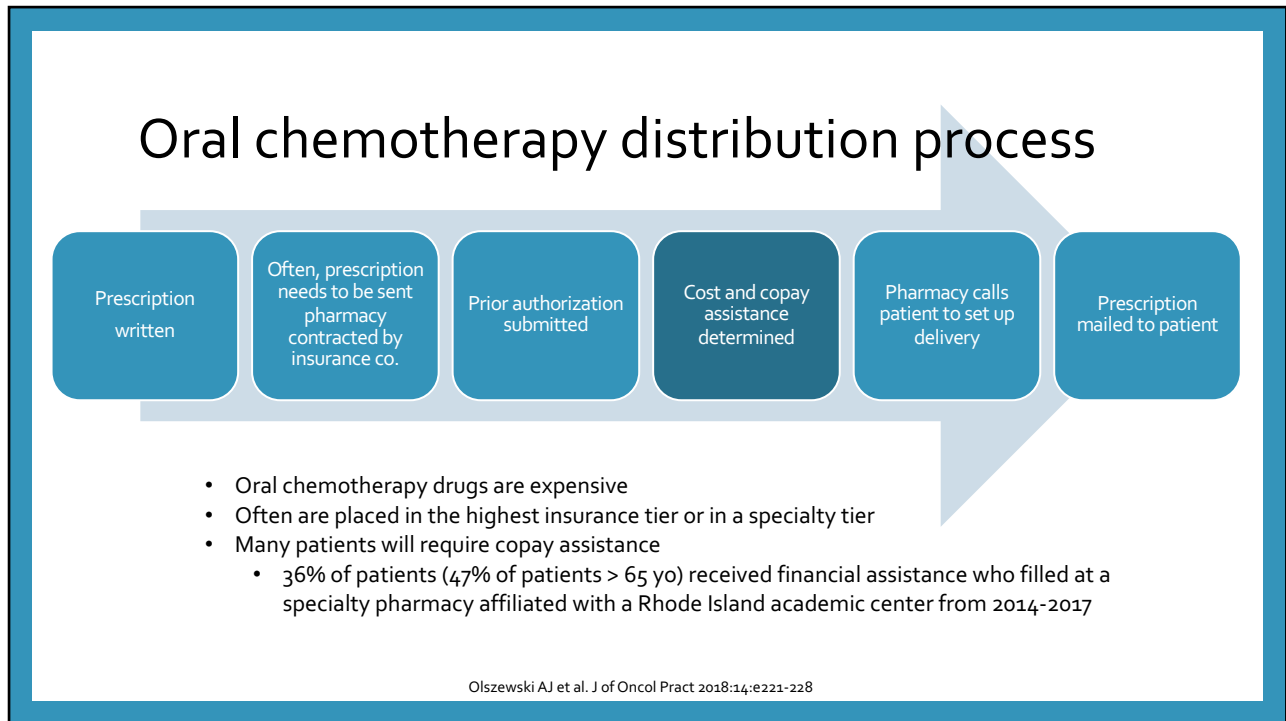 Oral chemotherapy distribution process
Prescription
written
Often, prescription
needs to be sent
pharmacy
contracted by
insurance co.
Prior authorization
submitted
Cost and copay
assistance
determined
Pharmacy calls
patient to set up
delivery
Prescription
mailed to patient
• Oral chemotherapy drugs are expensive
• Often are placed in the highest insurance tier or in a specialty tier
• Many patients will require copay assistance
• 36% of patients (47% of patients > 65 yo) received financial assistance who filled at a
specialty pharmacy affiliated with a Rhode Island academic center from 2014-2017
Olszewski AJ et al. J of Oncol Pract 2018:14:e221-228